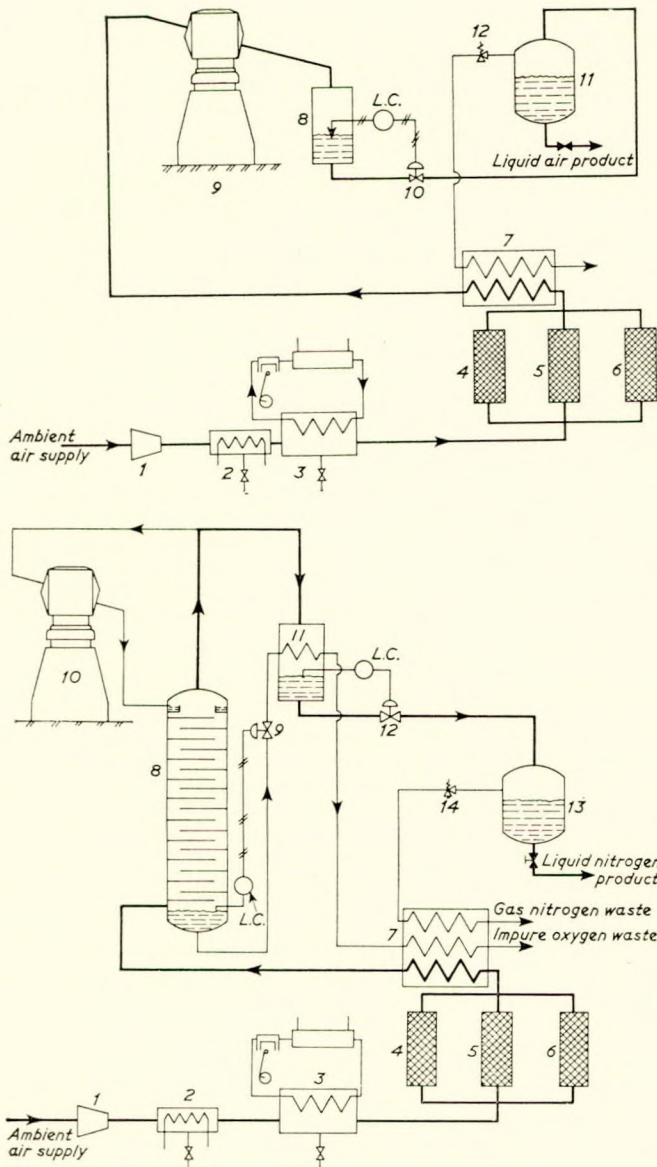 12
8
L.C.
11
9
10
Liquid air product
7
4
5
6
Ambient
air supply
1
2
3
11
L.C.
10
9
12
8
13
14
Liquid nitrogen
product
L.C.
Gas nitrogen waste
7
Impure oxygen waste
4
5
6
1
2
3
Ambient
air supply